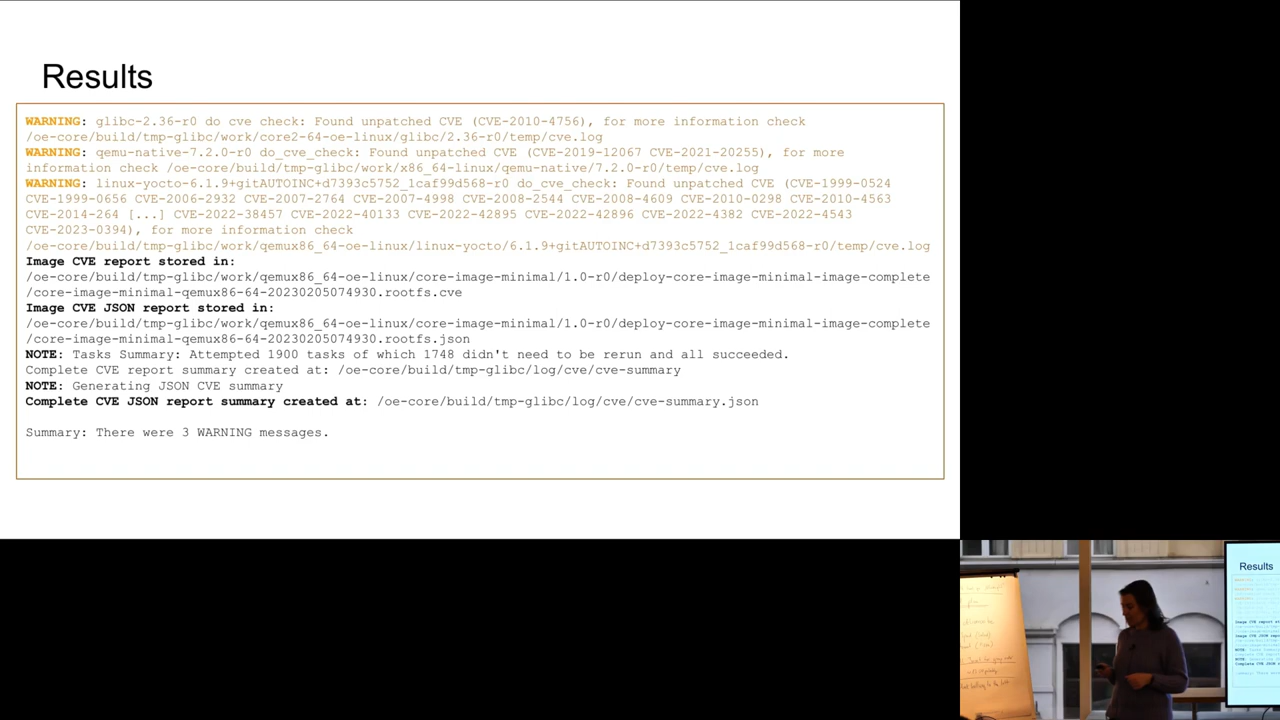 Results
WARNING: glibc-2.36-r0 do cve check: Found unpatched CVE (CVE-2010-4756), for more information check
/oe-core/build/tmp-glibc/work/core2-64-oe-linux/glibc/2.36-r0/temp/cve.log
WARNING: qemu-native-7.2.0-r0 do_cve_check: Found unpatched CVE (CVE-2019-12067 CVE-2021-20255), for more
information check /oe-core/build/tmp-glibc/work/x86_64-linux/qemu-native/7.2.0-r0/temp/cve.log
WARNING: linux-yocto-6.1.9+gitAUTOINC+d7393c5752_1caf99d568-r0 do_cve_check: Found unpatched CVE (CVE-1999-0524
CVE-1999-0656 CVE-2006-2932 CVE-2007-2764 CVE-2007-4998 CVE-2008-2544 CVE-2008-4609 CVE-2010-0298 CVE-2010-4563
CVE-2014-264 [...] CVE-2022-38457 CVE-2022-40133 CVE-2022-42895 CVE-2022-42896 CVE-2022-4382 CVE-2022-4543
CVE-2023-0394), for more information check
/oe-core/build/tmp-glibc/work/qemux86_64-oe-linux/linux-yocto/6.1.9+gitAUTOINC+d7393c5752_1caf99d568-r0/temp/cve.log
Image CVE report stored in:
/oe-core/build/tmp-glibc/work/qemux86_64-oe-linux/core-image-minimal/1.0-r0/deploy-core-image-minimal-image-complete
/core-image-minimal-qemux86-64-20230205074930.rootfs.cve
Image CVE JSON report stored in:
/oe-core/build/tmp-glibc/work/qemux86_64-oe-linux/core-image-minimal/1.0-r0/deploy-core-image-minimal-image-complete
/core-image-minimal-qemux86-64-20230205074930.rootfs.json
NOTE: Tasks Summary: Attempted 1900 tasks of which 1748 didn't need to be rerun and all succeeded.
Complete CVE report summary created at: /oe-core/build/tmp-glibc/log/cve/cve-summary
NOTE: Generating JSON CVE summary
Complete CVE JSON report summary created at: /oe-core/build/tmp-glibc/log/cve/cve-summary.json
Summary: There were 3 WARNING messages.
Results